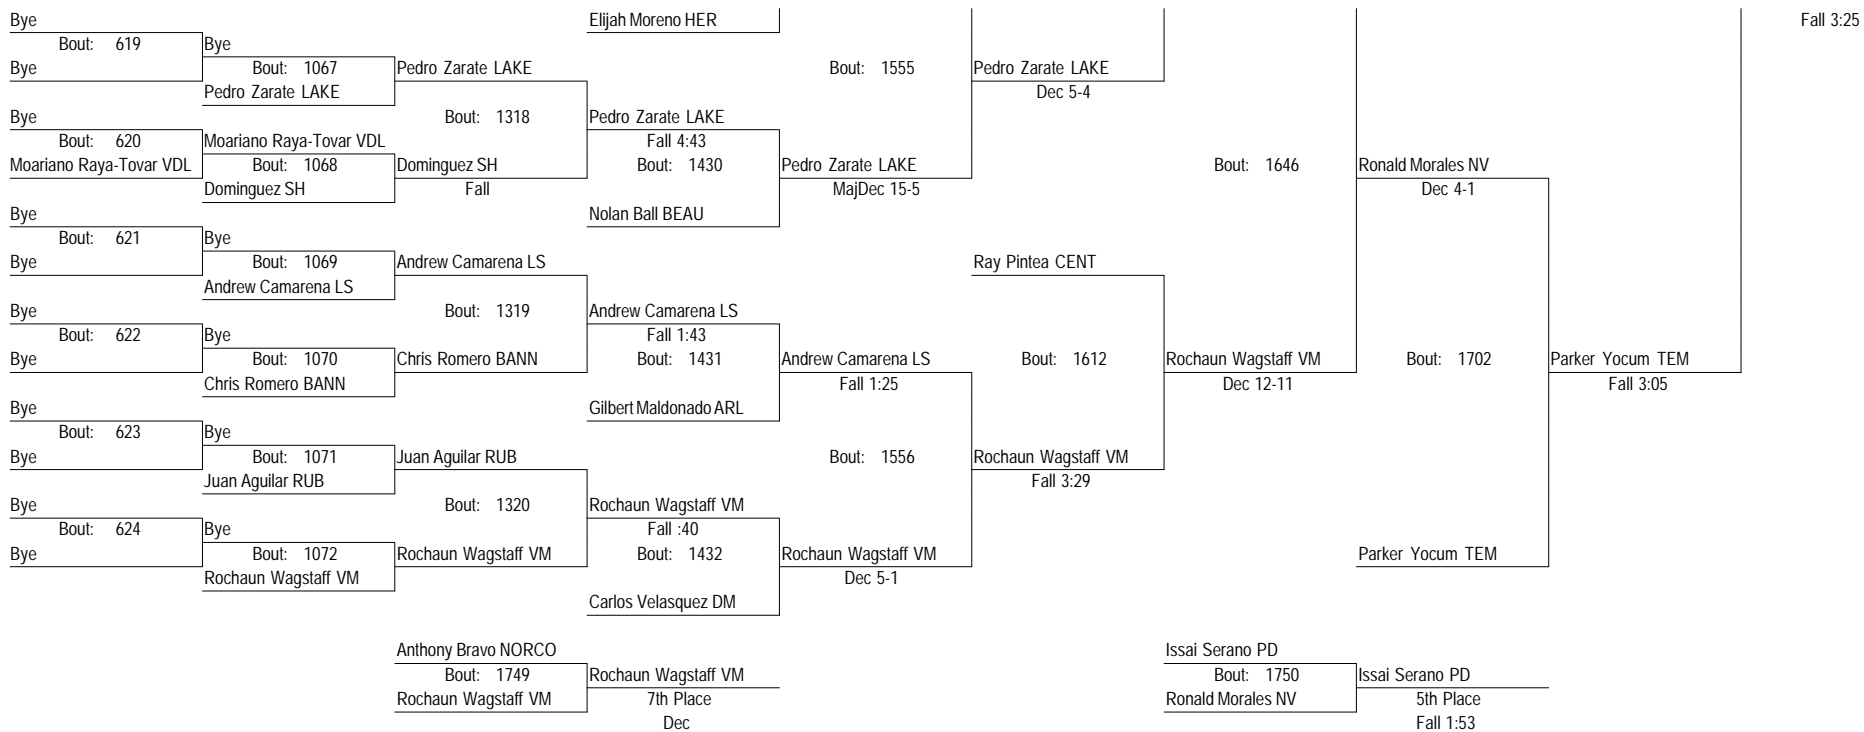 Bye Elijah Moreno HER Fall 3:25
Bout: 619 Bye
Bye Bout: 1067 Pedro Zarate LAKE Bout: 1555 Pedro Zarate LAKE
Pedro Zarate LAKE Dec 5-4
Bye Bout: 1318 Pedro Zarate LAKE
Bout: 620 Moariano Raya-Tovar VDL Fall 4:43
Moariano Raya-Tovar VDL Bout: 1068 Dominguez SH Bout: 1430 Pedro Zarate LAKE Bout: 1646 Ronald Morales NV
Dominguez SH Fall MajDec 15-5 Dec 4-1
Bye Nolan Ball BEAU
Bout: 621 Bye
Bye Bout: 1069 Andrew Camarena LS Ray Pintea CENT
Andrew Camarena LS
Bye Bout: 1319 Andrew Camarena LS
Bout: 622 Bye Fall 1:43
Bye Bout: 1070 Chris Romero BANN Bout: 1431 Andrew Camarena LS Bout: 1612 Rochaun Wagstaff VM Bout: 1702 Parker Yocum TEM
Chris Romero BANN Fall 1:25 Dec 12-11 Fall 3:05
Bye Gilbert Maldonado ARL
Bout: 623 Bye
Bye Bout: 1071 Juan Aguilar RUB Bout: 1556 Rochaun Wagstaff VM
Juan Aguilar RUB Fall 3:29
Bye Bout: 1320 Rochaun Wagstaff VM
Bout: 624 Bye Fall :40
Bye Bout: 1072 Rochaun Wagstaff VM Bout: 1432 Rochaun Wagstaff VM Parker Yocum TEM
Rochaun Wagstaff VM Dec 5-1
Carlos Velasquez DM
Anthony Bravo NORCO Issai Serano PD
Bout: 1749 Rochaun Wagstaff VM Bout: 1750 Issai Serano PD
Rochaun Wagstaff VM 7th Place Ronald Morales NV 5th Place
Dec Fall 1:53